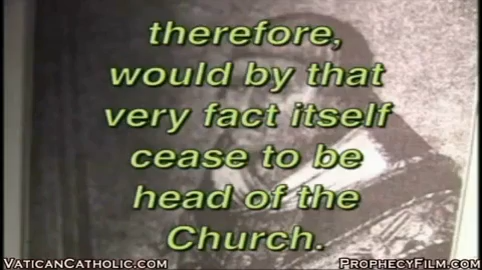 therefore,
would by that
very fact itself
cease to be
head of the
Church.
VATICANCATHOLIC.COM
PROPHECYFILM.COM